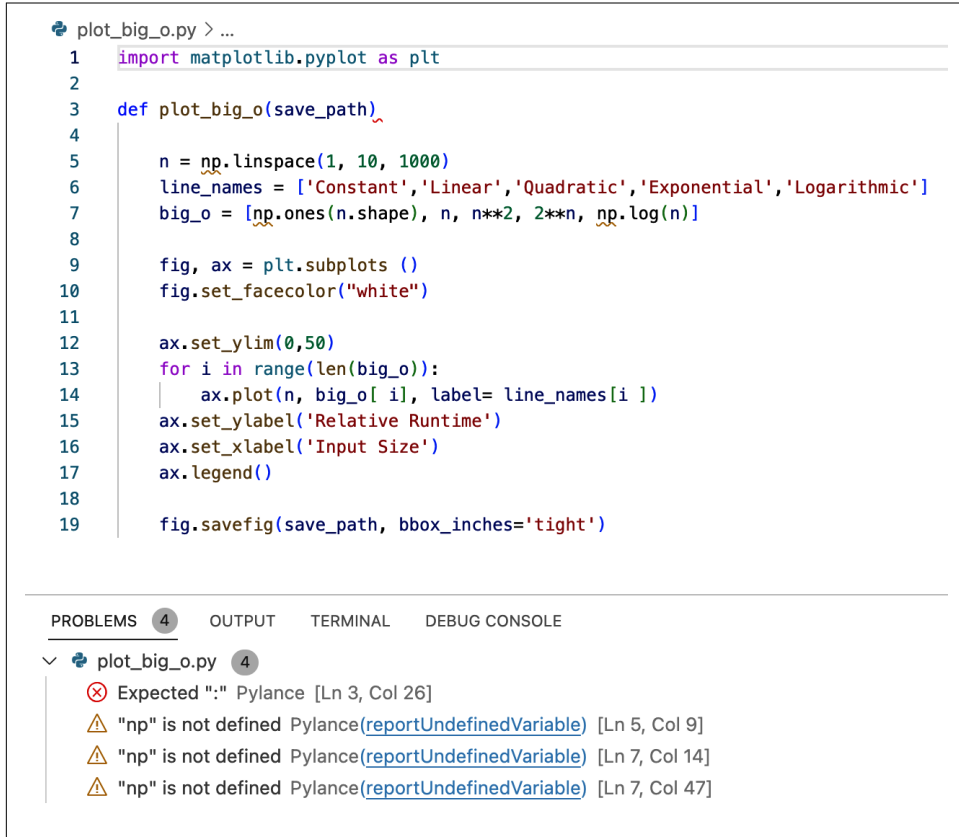 plot_big_o.py > ...
1 import matplotlib.pyplot as plt
2
3 def plot_big_o(save_path)
4
5     n = np.linspace(1, 10, 1000)
6     line_names = ['Constant','Linear','Quadratic','Exponential','Logarithmic']
7     big_o = [np.ones(n.shape), n, n**2, 2**n, np.log(n)]
8
9     fig, ax = plt.subplots ()
10     fig.set_facecolor("white")
11
12     ax.set_ylim(0,50)
13     for i in range(len(big_o)):
14         ax.plot(n, big_o[ i], label= line_names[i ])
15     ax.set_ylabel('Relative Runtime')
16     ax.set_xlabel('Input Size')
17     ax.legend()
18
19     fig.savefig(save_path, bbox_inches='tight')
PROBLEMS 4 OUTPUT TERMINAL DEBUG CONSOLE
plot_big_o.py 4
Expected ":" Pylance [Ln 3, Col 26]
"np" is not defined Pylance(reportUndefinedVariable) [Ln 5, Col 9]
"np" is not defined Pylance(reportUndefinedVariable) [Ln 7, Col 14]
"np" is not defined Pylance(reportUndefinedVariable) [Ln 7, Col 47]